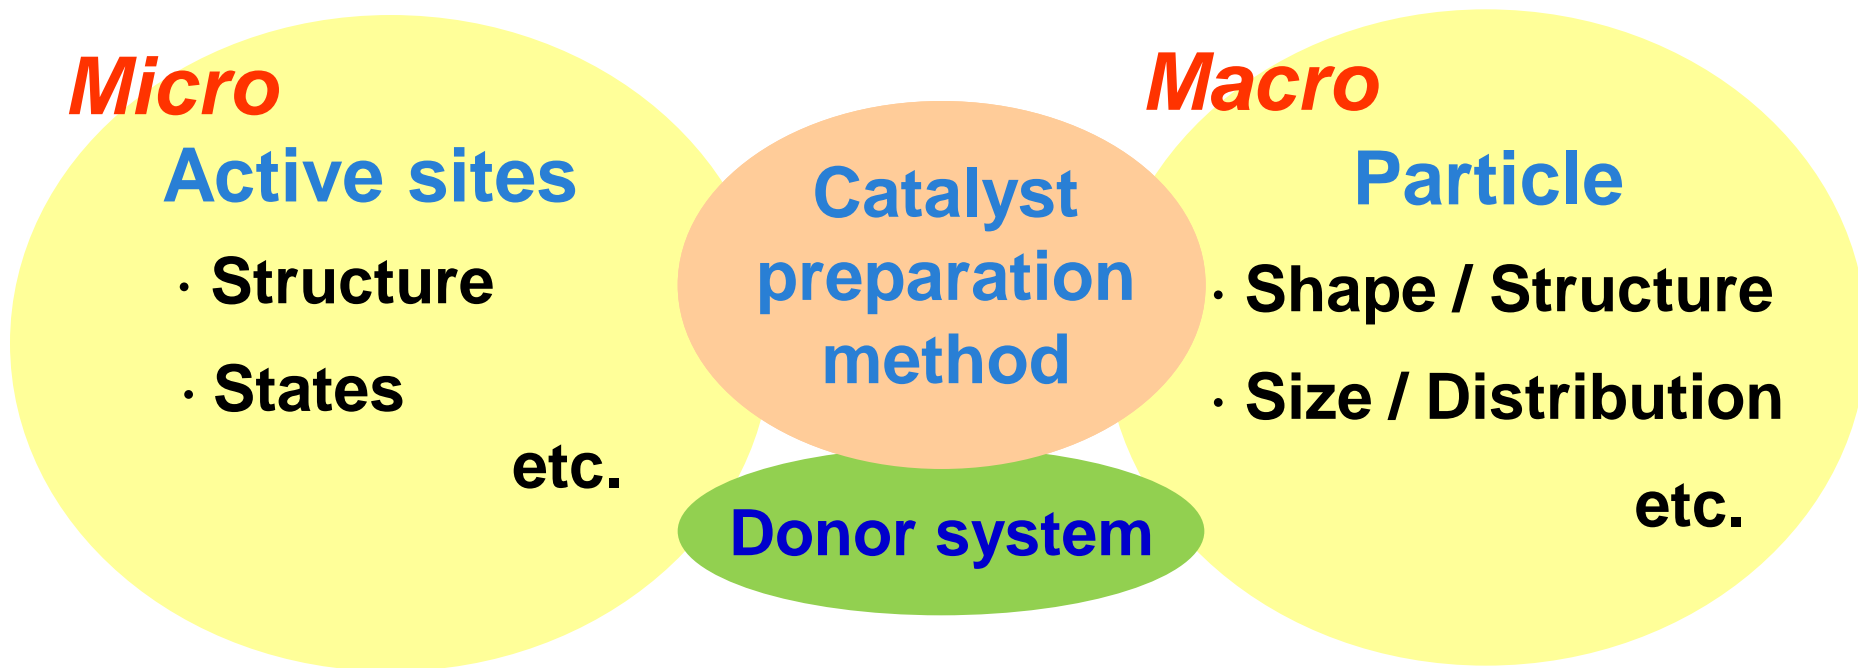 Micro
Active sites
· Structure
· States
etc.
Catalyst
preparation
method
Donor system
Macro
Particle
· Shape / Structure
· Size / Distribution
etc.